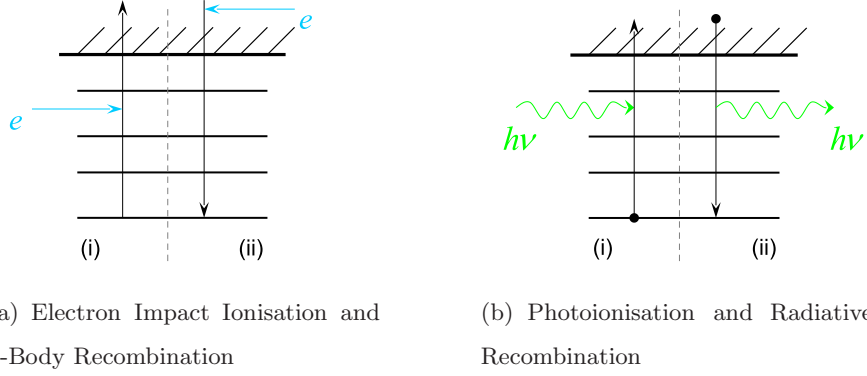 e
e
(i) (ii)
hν hν
(i) (ii)
a) Electron Impact Ionisation and
-Body Recombination
(b) Photoionisation and Radiative
Recombination